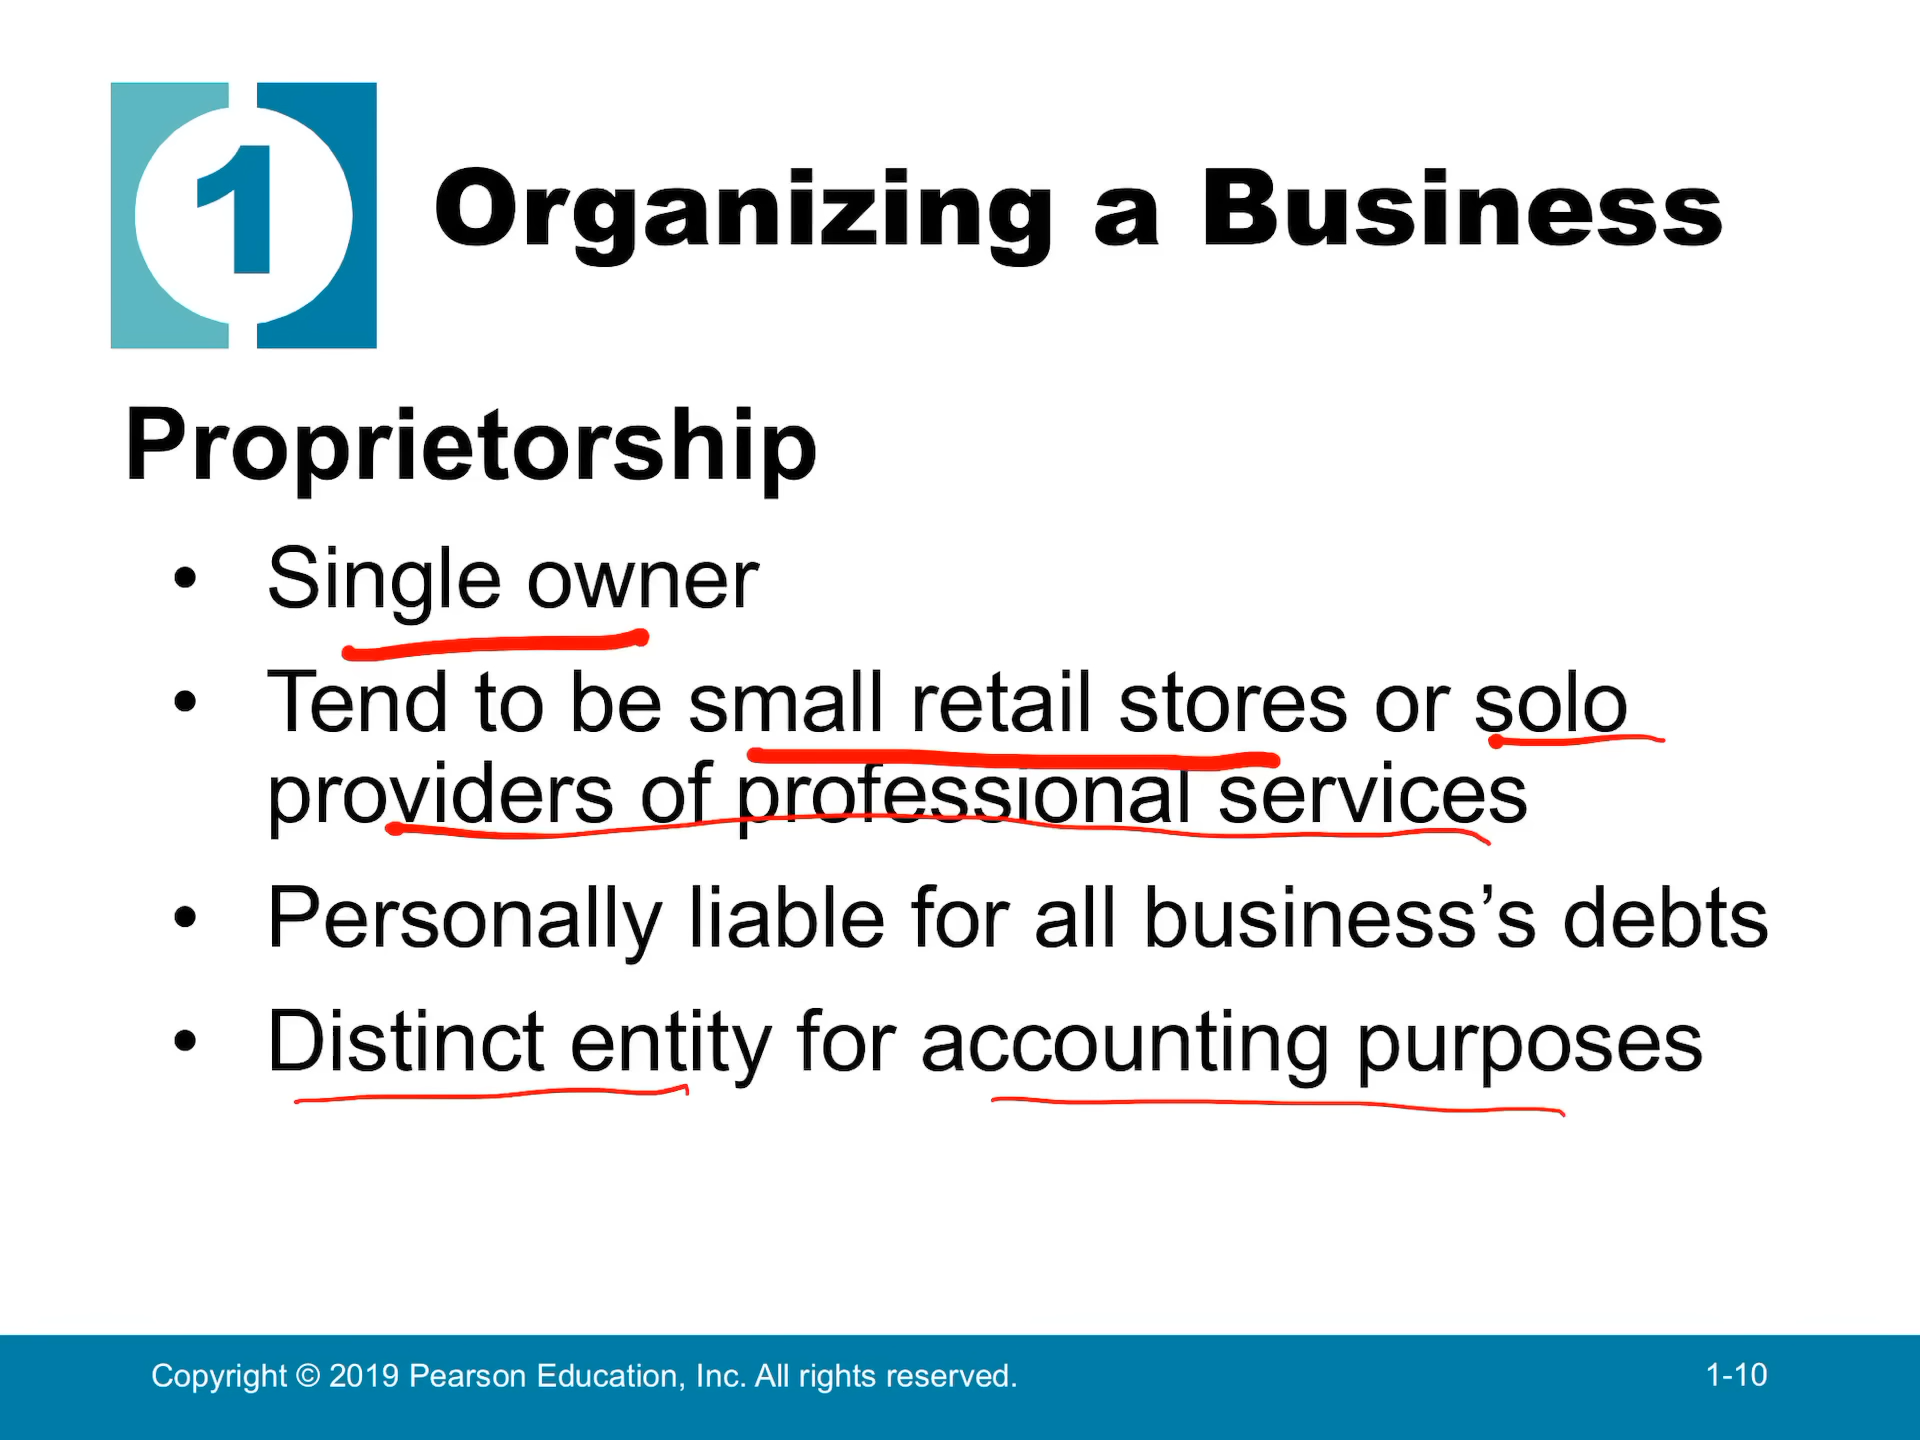 1
Organizing a Business
Proprietorship
• Single owner
• Tend to be small retail stores or solo
providers of professional services
• Personally liable for all business’s debts
• Distinct entity for accounting purposes
Copyright © 2019 Pearson Education, Inc. All rights reserved.
1-10